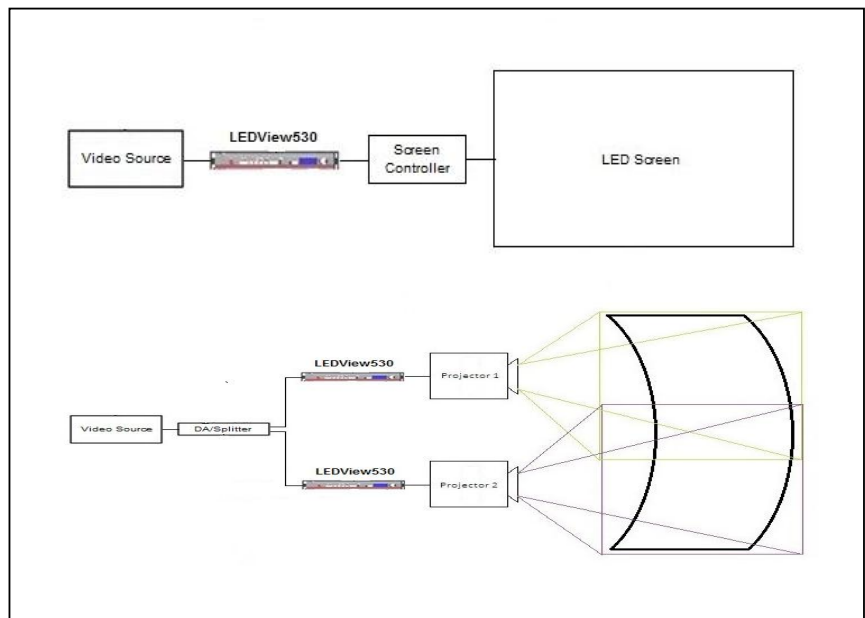 LEDView530
Video Source
Screen
Controller
LED Screen
LEDView530
Projector 1
Video Source
DA/Splitter
LEDView530
Projector 2